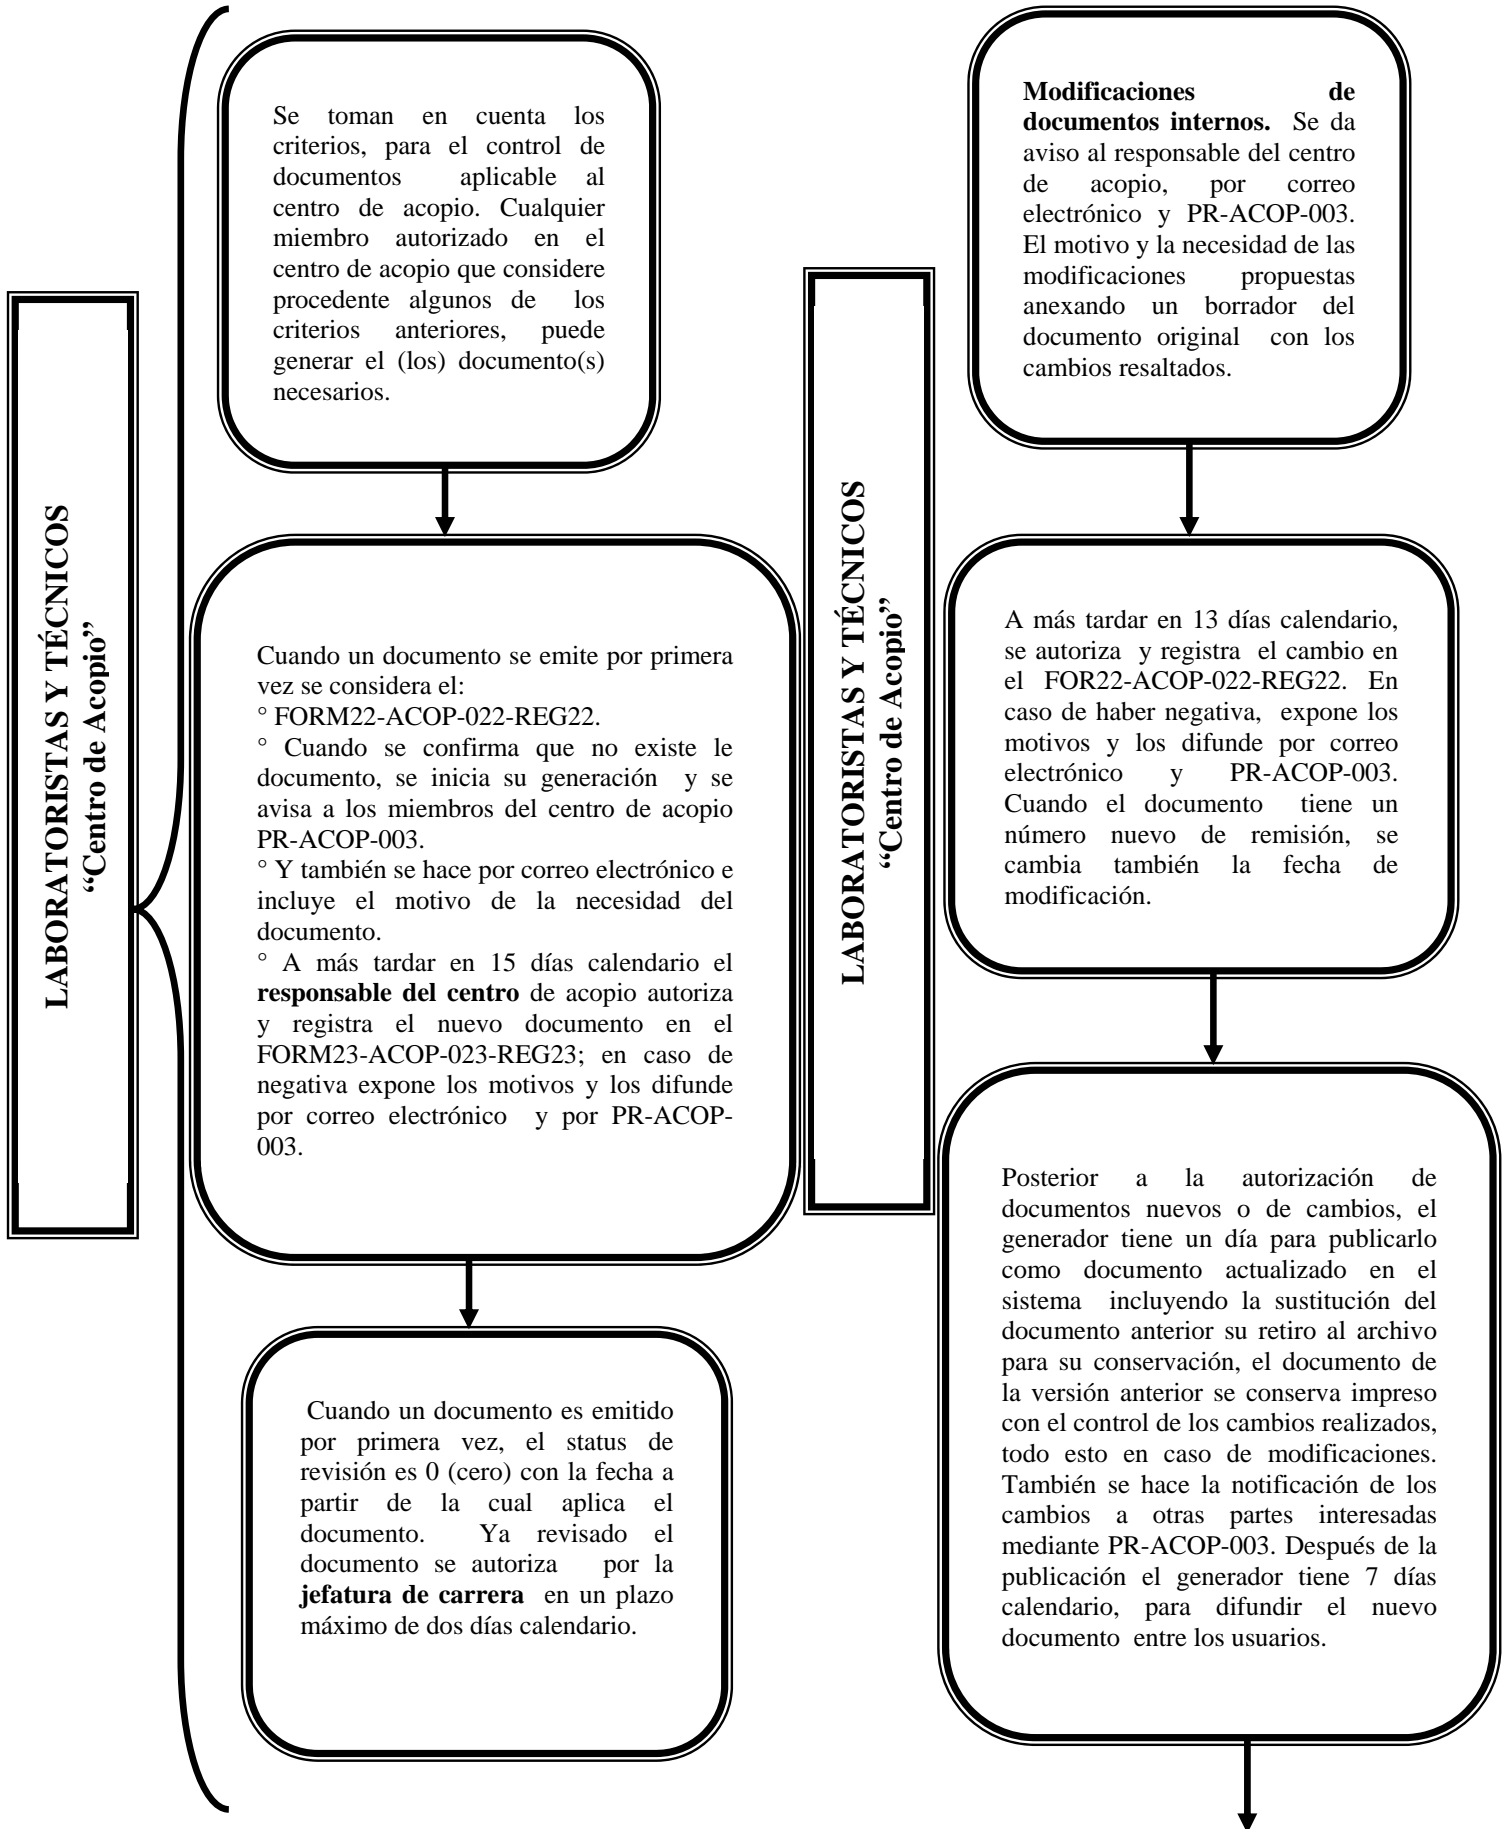 LABORATORISTAS Y TÉCNICOS
“Centro de Acopio”
Se toman en cuenta los
criterios, para el control de
documentos aplicable al
centro de acopio. Cualquier
miembro autorizado en el
centro de acopio que considere
procedente algunos de los
criterios anteriores, puede
generar el (los) documento(s)
necesarios.
Cuando un documento se emite por primera
vez se considera el:
° FORM22-ACOP-022-REG22.
° Cuando se confirma que no existe le
documento, se inicia su generación y se
avisa a los miembros del centro de acopio
PR-ACOP-003.
° Y también se hace por correo electrónico e
incluye el motivo de la necesidad del
documento.
° A más tardar en 15 días calendario el
responsable del centro de acopio autoriza
y registra el nuevo documento en el
FORM23-ACOP-023-REG23; en caso de
negativa expone los motivos y los difunde
por correo electrónico y por PR-ACOP-
003.
Cuando un documento es emitido
por primera vez, el status de
revisión es 0 (cero) con la fecha a
partir de la cual aplica el
documento. Ya revisado el
documento se autoriza por la
jefatura de carrera en un plazo
máximo de dos días calendario.
LABORATORISTAS Y TÉCNICOS
“Centro de Acopio”
Modificaciones de
documentos internos. Se da
aviso al responsable del centro
de acopio, por correo
electrónico y PR-ACOP-003.
El motivo y la necesidad de las
modificaciones propuestas
anexando un borrador del
documento original con los
cambios resaltados.
A más tardar en 13 días calendario,
se autoriza y registra el cambio en
el FOR22-ACOP-022-REG22. En
caso de haber negativa, expone los
motivos y los difunde por correo
electrónico y PR-ACOP-003.
Cuando el documento tiene un
número nuevo de remisión, se
cambia también la fecha de
modificación.
Posterior a la autorización de
documentos nuevos o de cambios, el
generador tiene un día para publicarlo
como documento actualizado en el
sistema incluyendo la sustitución del
documento anterior su retiro al archivo
para su conservación, el documento de
la versión anterior se conserva impreso
con el control de los cambios realizados,
todo esto en caso de modificaciones.
También se hace la notificación de los
cambios a otras partes interesadas
mediante PR-ACOP-003. Después de la
publicación el generador tiene 7 días
calendario, para difundir el nuevo
documento entre los usuarios.